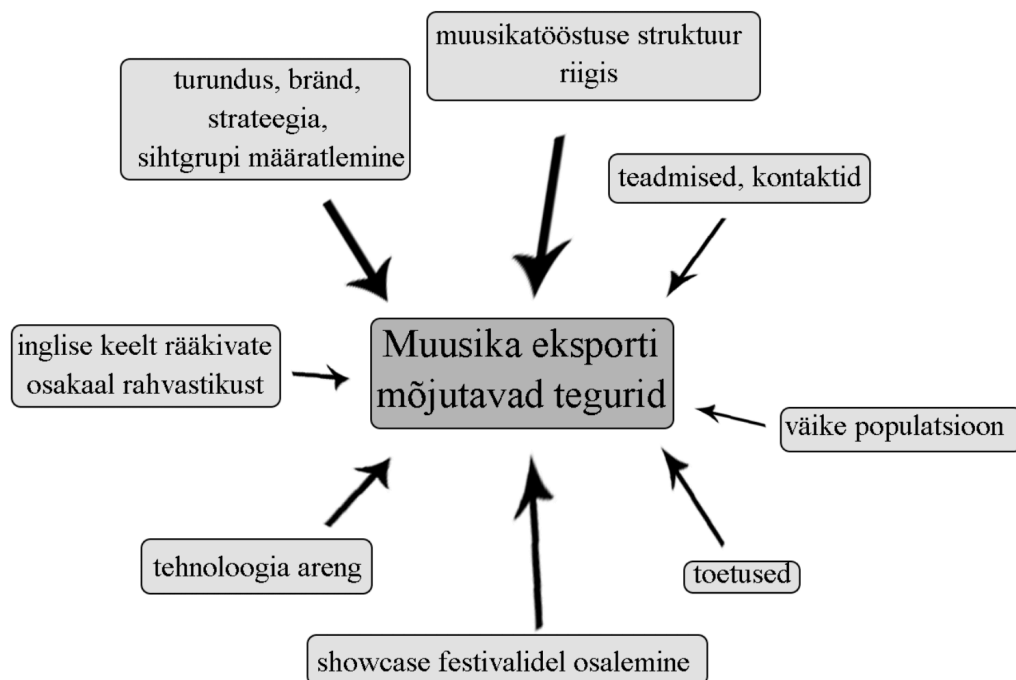 muusikatööstuse struktuur
riigis
turundus, bränd,
strateegia,
sihtgrupi määratlemine
teadmised, kontaktid
inglise keelt rääkivate
osakaal rahvastikust
Muusika eksporti
mõjutavad tegurid
väike populatsioon
tehnoloogia areng
toetused
showcase festivalidel osalemine